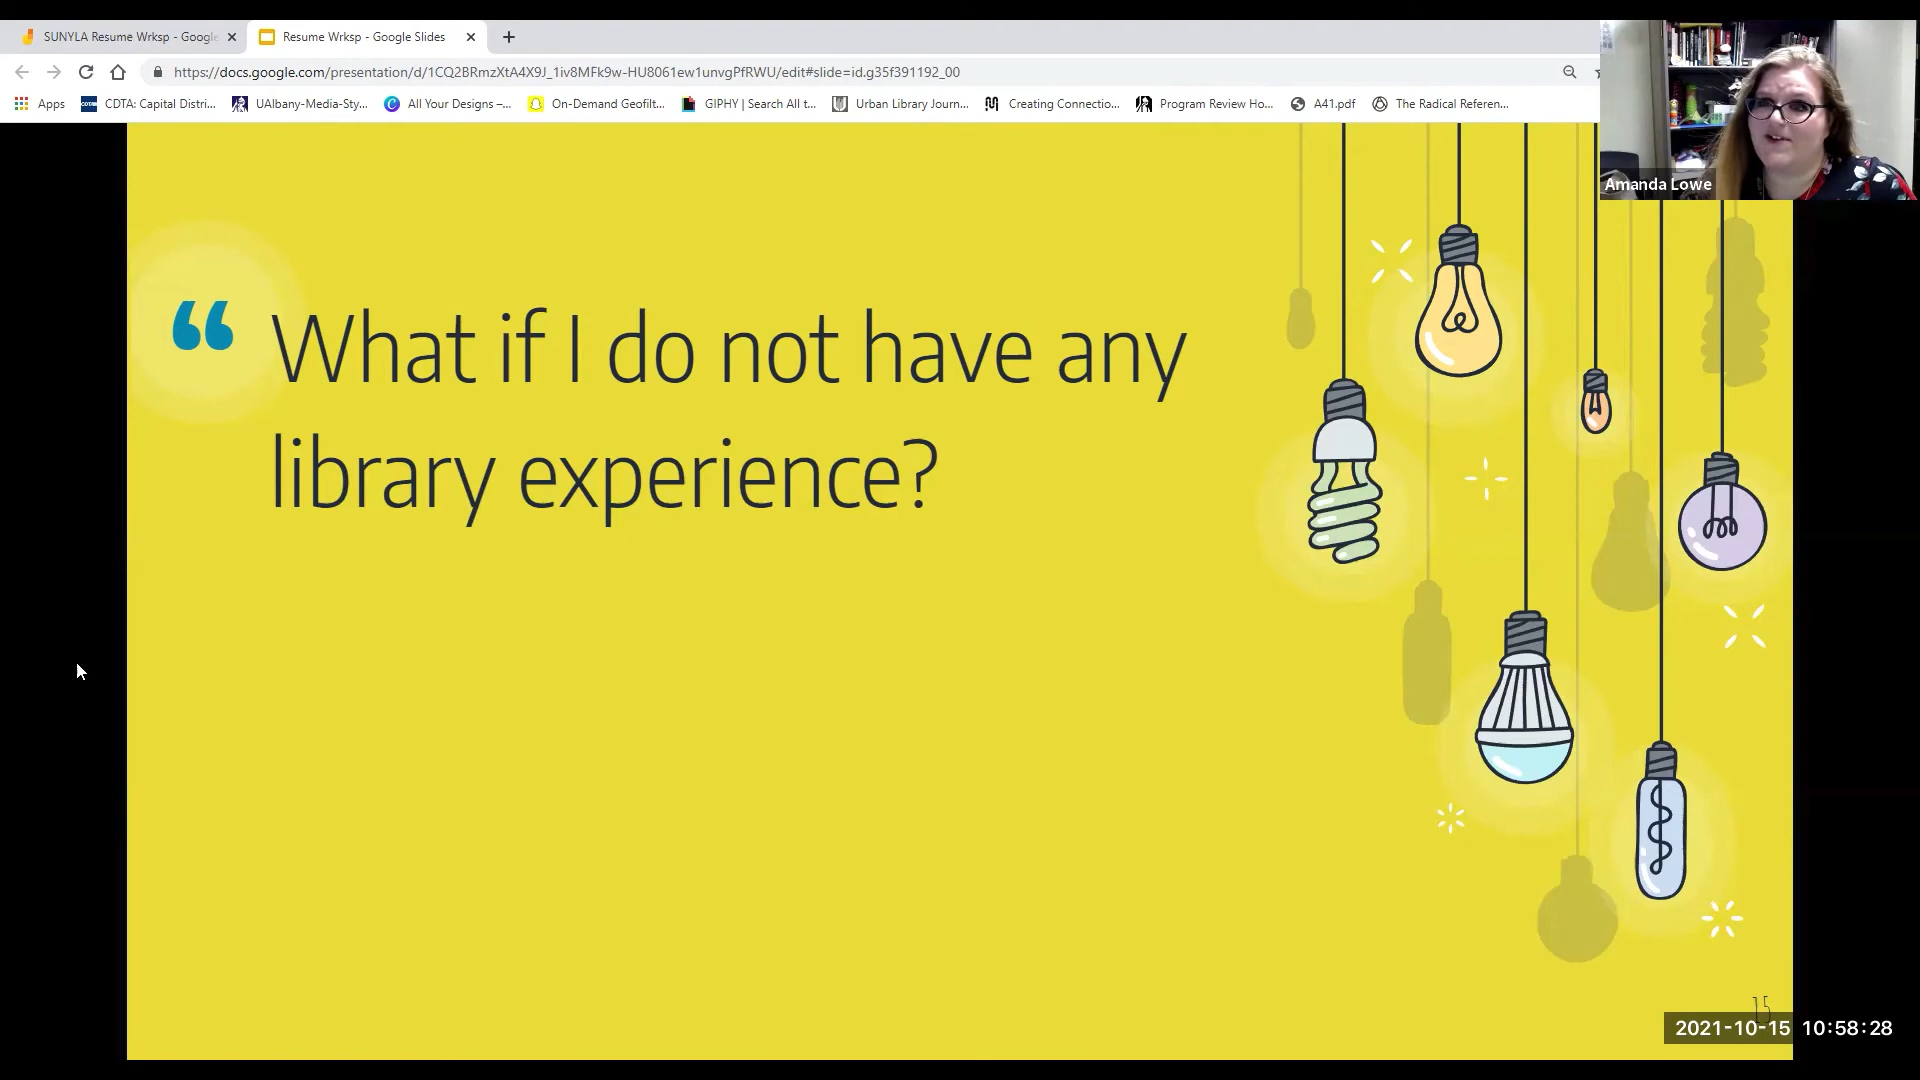 SUNYLA Resume Wrksp - Google
Resume Wrksp - Google Slides
https://docs.google.com/presentation/d/1CQ2BRmzXtA4X9J_1iv8MFk9w-HU8061ew1unvgPfRWU/edit#slide=id.g35f391192_00
Apps
CDTA: Capital Distri...
UAlbany-Media-Sty...
All Your Designs –...
On-Demand Geofilt...
GIPHY | Search All t...
Urban Library Journ...
Creating Connectio...
Program Review Ho...
A41.pdf
The Radical Referen...
Amanda Lowe
“ What if I do not have any
library experience?
15
2021-10-15 10:58:28